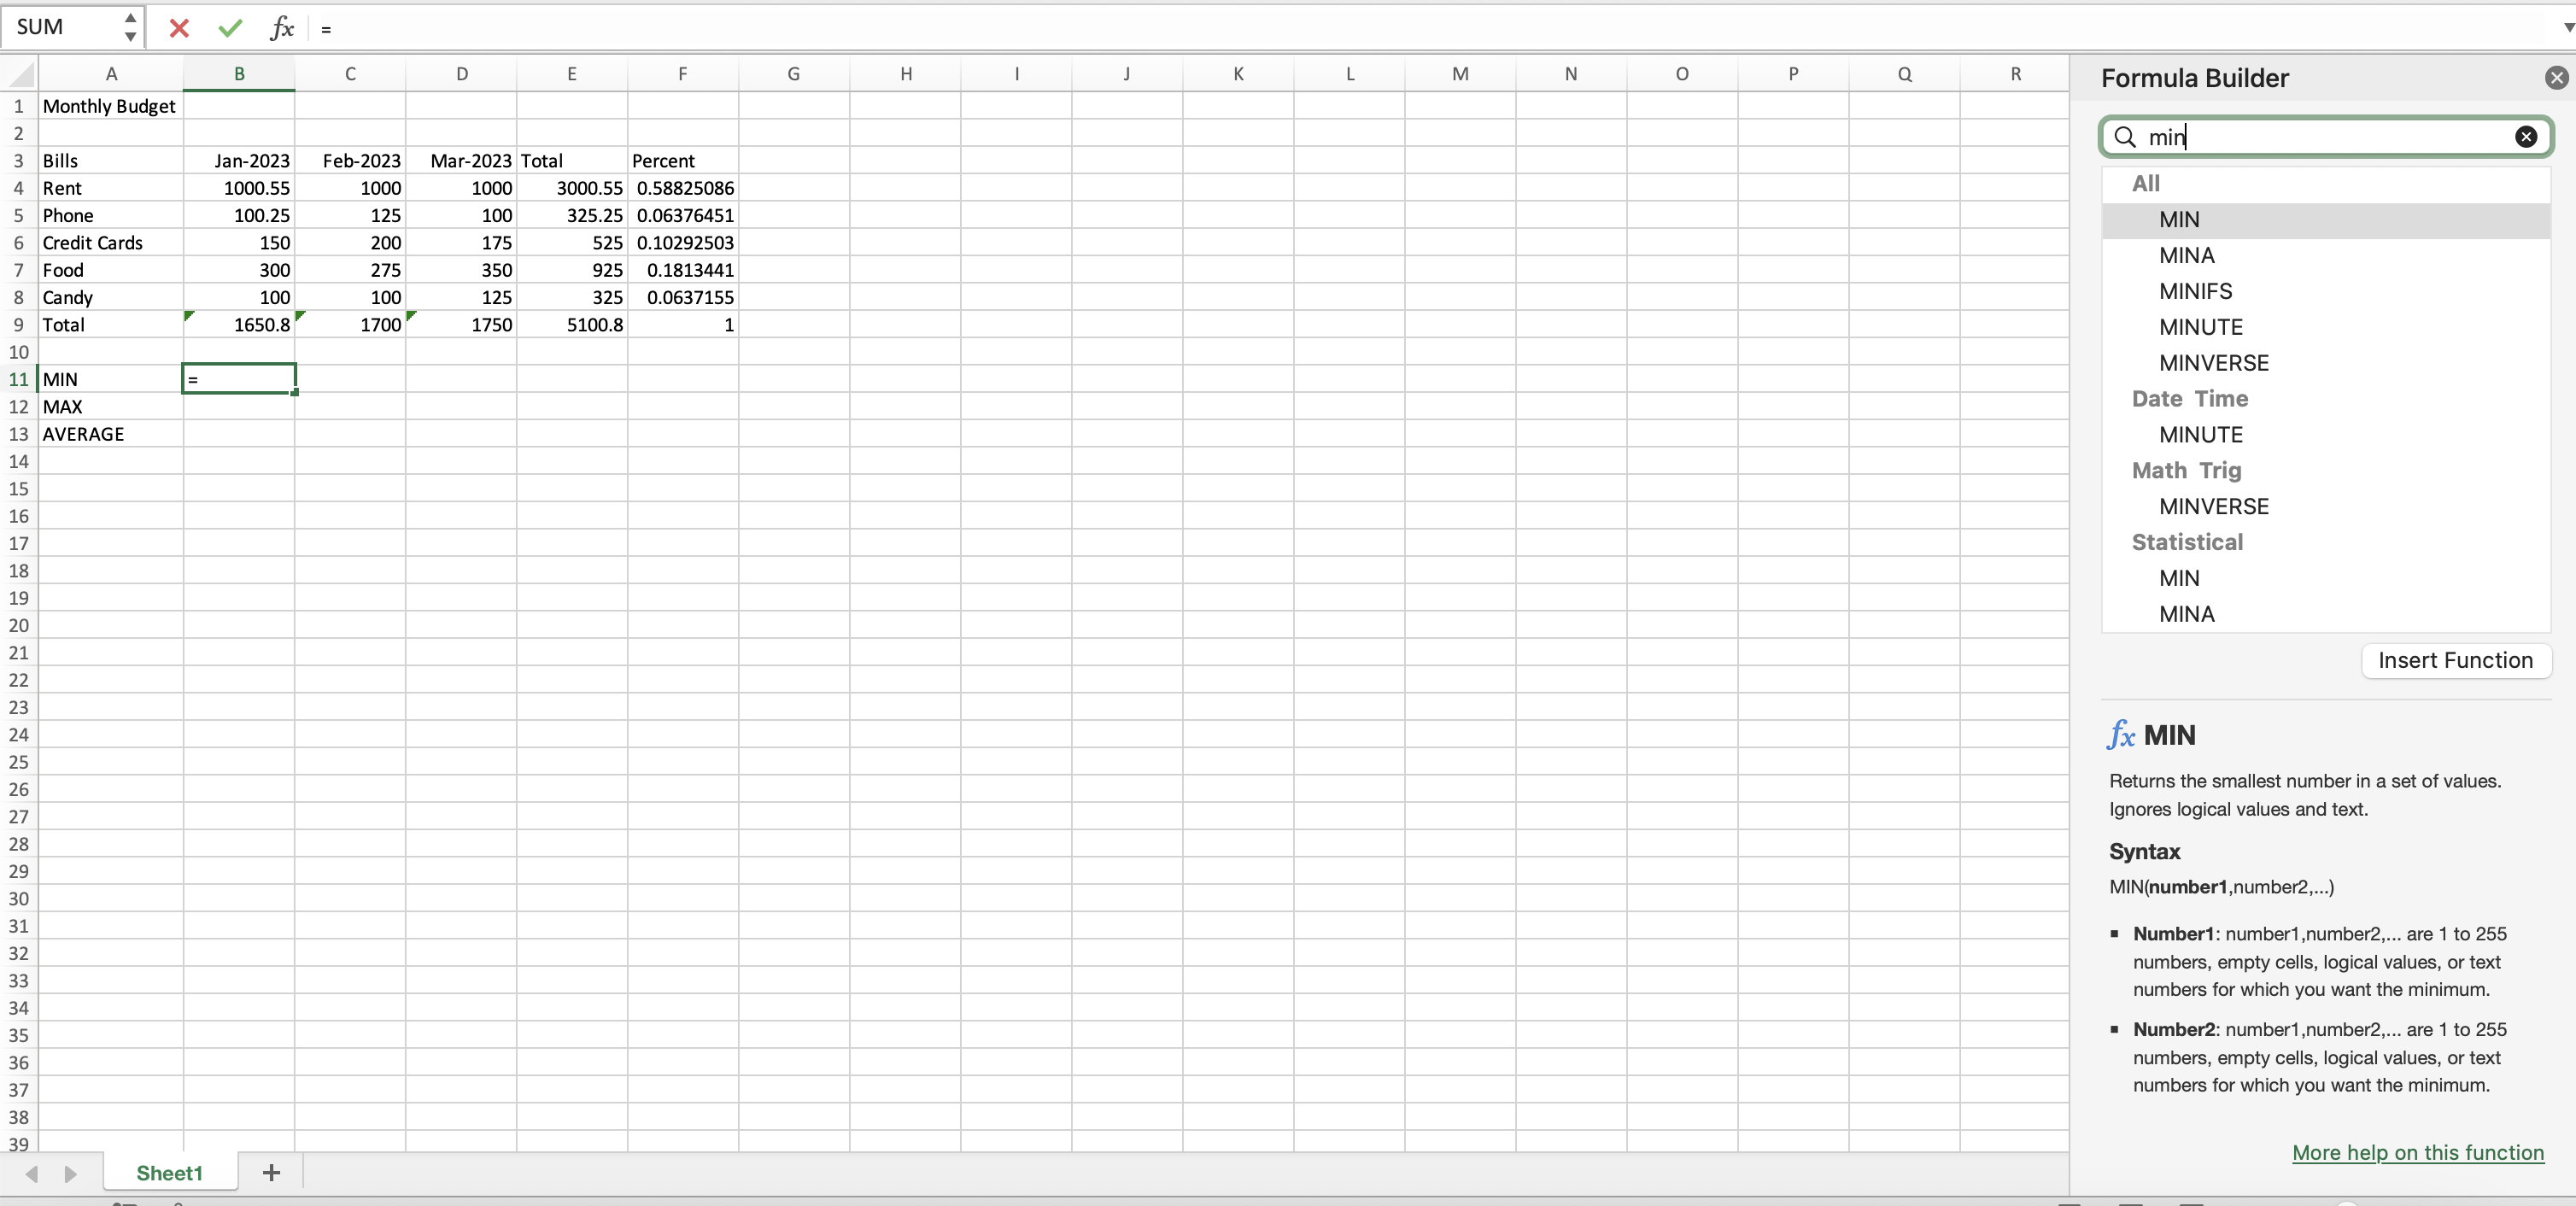 SUM fx =
A B C D E F G H I J K L M N O P Q R
1 Monthly Budget
2
3 Bills Jan-2023 Feb-2023 Mar-2023 Total Percent
4 Rent 1000.55 1000 1000 3000.55 0.58825086
5 Phone 100.25 125 100 325.25 0.06376451
6 Credit Cards 150 200 175 525 0.10292503
7 Food 300 275 350 925 0.1813441
8 Candy 100 100 125 325 0.0637155
9 Total 1650.8 1700 1750 5100.8 1
10
11 MIN =
12 MAX
13 AVERAGE
14
15
16
17
18
19
20
21
22
23
24
25
26
27
28
29
30
31
32
33
34
35
36
37
38
39
Sheet1 +
Formula Builder
min
All
MIN
MINA
MINIFS
MINUTE
MINVERSE
Date Time
MINUTE
Math Trig
MINVERSE
Statistical
MIN
MINA
Insert Function
fx MIN
Returns the smallest number in a set of values.
Ignores logical values and text.
Syntax
MIN(number1,number2,...)
▪ Number1: number1,number2,... are 1 to 255
numbers, empty cells, logical values, or text
numbers for which you want the minimum.
▪ Number2: number1,number2,... are 1 to 255
numbers, empty cells, logical values, or text
numbers for which you want the minimum.
More help on this function